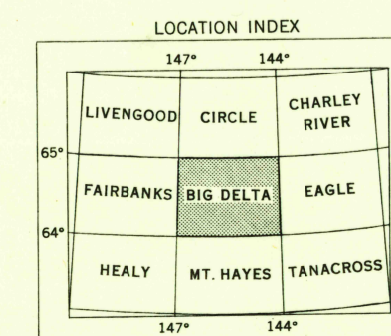 LOCATION INDEX
147° 144°
LIVENGOOD CIRCLE CHARLEY
RIVER
65°
FAIRBANKS BIG DELTA EAGLE
64°
HEALY MT. HAYES TANACROSS
147° 144°